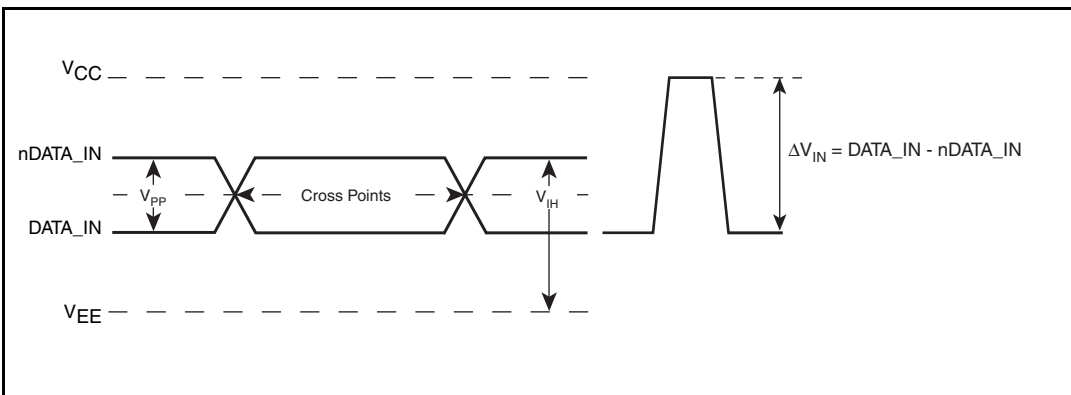 VCC
nDATA_IN
VPP
Cross Points
VIH
DATA_IN
VEE
ΔVIN = DATA_IN - nDATA_IN